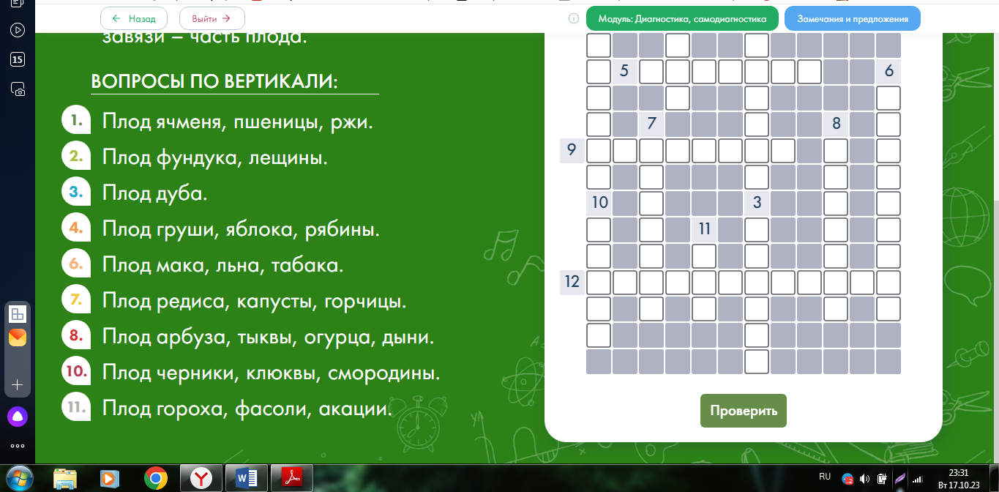 Назад
Выйти
Модуль: Диагностика, самодиагностика
Замечания и предложения
15
завязи – часть плода.
ВОПРОСЫ ПО ВЕРТИКАЛИ:
1. Плод ячменя, пшеницы, ржи.
2. Плод фундука, лещины.
3. Плод дуба.
4. Плод груши, яблока, рябины.
6. Плод мака, льна, табака.
7. Плод редиса, капусты, горчицы.
8. Плод арбуза, тыквы, огурца, дыни.
10. Плод черники, клюквы, смородины.
11. Плод гороха, фасоли, акации.
5 6
7 8
9
10 3
11
12
Проверить
RU
23:31
Вт 17.10.23